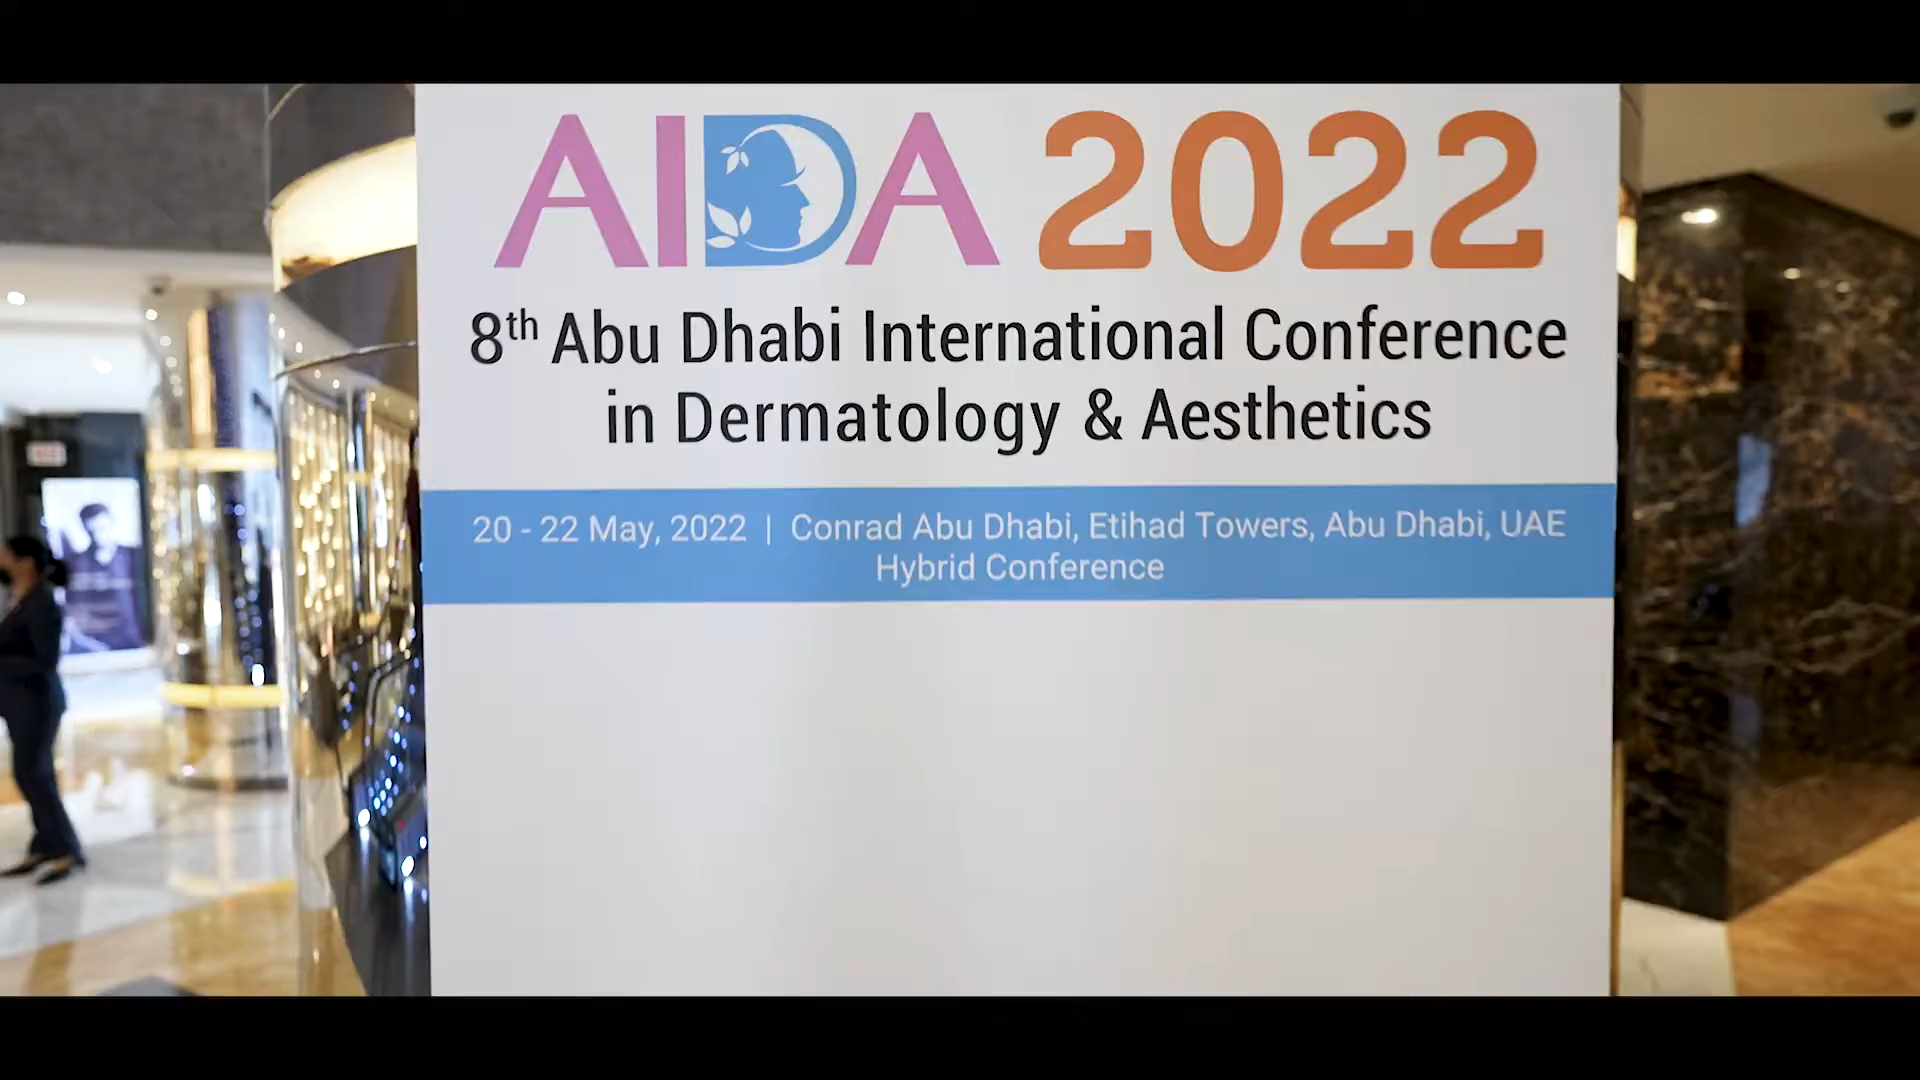 AIDA 2022
8th Abu Dhabi International Conference
in Dermatology & Aesthetics
20 - 22 May, 2022 | Conrad Abu Dhabi, Etihad Towers, Abu Dhabi, UAE
Hybrid Conference